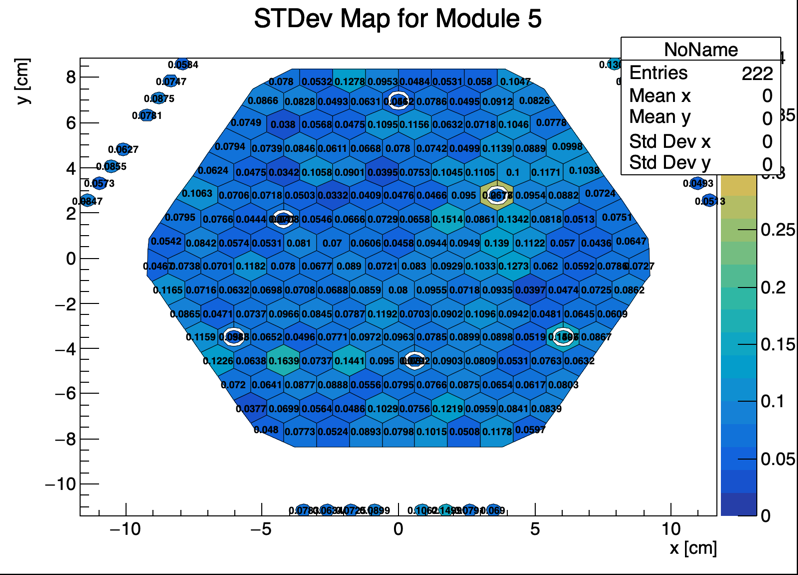 STDev Map for Module 5
NoName
Entries 222
Mean x 0
Mean y 0
Std Dev x 0
Std Dev y 0
y [cm]
8
6
4
2
0
−2
−4
−6
−8
−10
−10 −5 0 5 10
x [cm]
0.3
0.25
0.2
0.15
0.1
0.05
0
0.0584
0.0747
0.0875
0.0781
0.0627
0.0855
0.0573
0.0847
0.0493
0.0513
0.078 0.0532 0.1278 0.0953 0.0484 0.0531 0.058 0.1047
0.0866 0.0828 0.0493 0.0631 0.0786 0.0495 0.0912 0.0826
0.0749 0.038 0.0568 0.0475 0.1095 0.1156 0.0632 0.0718 0.1046 0.0778
0.0794 0.0739 0.0846 0.0611 0.0668 0.078 0.0742 0.0499 0.1139 0.0889 0.0998
0.0624 0.0475 0.0342 0.1058 0.0901 0.0395 0.0753 0.1145 0.1105 0.1 0.1171 0.1038
0.1063 0.0706 0.0718 0.0503 0.0332 0.0409 0.0476 0.0466 0.095 0.0954 0.0882 0.0724
0.0795 0.0766 0.0444 0.0546 0.0666 0.0729 0.0658 0.1514 0.0861 0.1342 0.0818 0.0513 0.0751
0.0542 0.0842 0.0574 0.0531 0.081 0.07 0.0606 0.0458 0.0944 0.0949 0.139 0.1122 0.057 0.0436 0.0647
0.0738 0.0701 0.1182 0.078 0.0677 0.089 0.0721 0.083 0.0929 0.1033 0.1273 0.062 0.0592 0.0786 0.0727
0.1165 0.0716 0.0632 0.0698 0.0708 0.0688 0.0859 0.08 0.0955 0.0718 0.0935 0.0397 0.0474 0.0725 0.0862
0.0865 0.0471 0.0737 0.0966 0.0845 0.0787 0.1192 0.0703 0.0902 0.1096 0.0942 0.0481 0.0645 0.0609
0.1159 0.0652 0.0496 0.0771 0.0972 0.0963 0.0785 0.0899 0.0898 0.0519 0.0867
0.1226 0.0638 0.1639 0.0737 0.1441 0.095 0.0903 0.0809 0.0531 0.0763 0.0632
0.072 0.0641 0.0877 0.0888 0.0556 0.0795 0.0766 0.0875 0.0654 0.0617 0.0803
0.0377 0.0699 0.0564 0.0486 0.1029 0.0756 0.1219 0.0959 0.0841 0.0839
0.048 0.0773 0.0524 0.0893 0.0798 0.1015 0.0508 0.1178 0.0597
0.0899
0.069